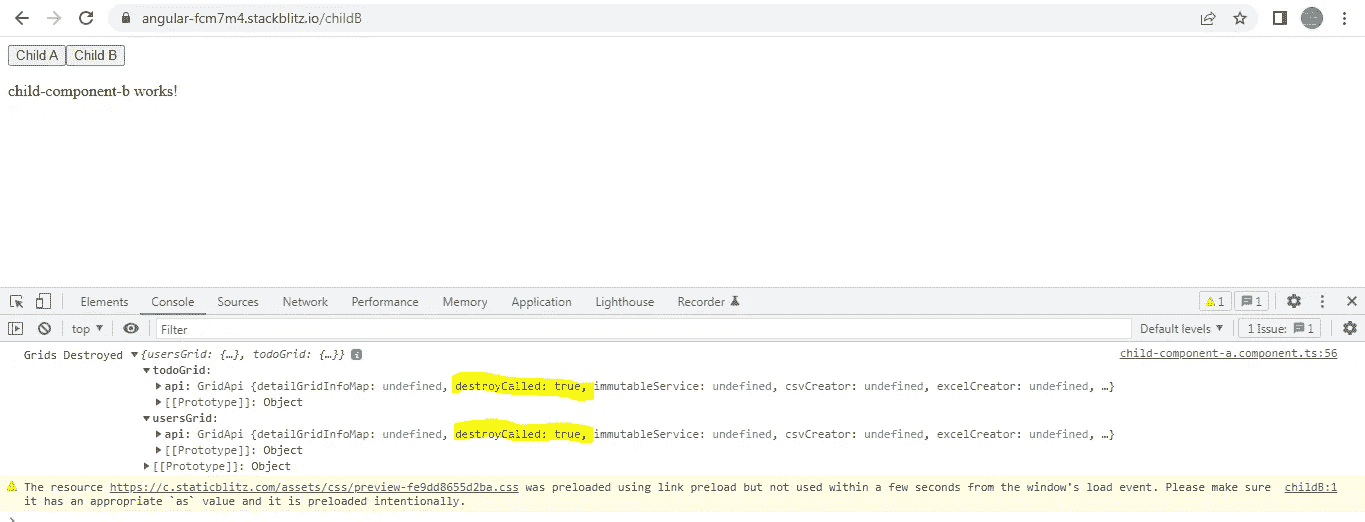 angular-fcm7m4.stackblitz.io/childB
Child A Child B
child-component-b works!
Elements Console Sources Network Performance Memory Application Lighthouse Recorder 1 1
top Filter Default levels 1 Issue: 1
Grids Destroyed {usersGrid: {…}, todoGrid: {…}} i child-component-a.component.ts:56
todoGrid:
api: GridApi {detailGridInfoMap: undefined, destroyCalled: true, immutableService: undefined, csvCreator: undefined, excelCreator: undefined, …}
[[Prototype]]: Object
usersGrid:
api: GridApi {detailGridInfoMap: undefined, destroyCalled: true, immutableService: undefined, csvCreator: undefined, excelCreator: undefined, …}
[[Prototype]]: Object
[[Prototype]]: Object
The resource https://c.staticblitz.com/assets/css/preview-fe9dd8655d2ba.css was preloaded using link preload but not used within a few seconds from the window's load event. Please make sure childB:1
it has an appropriate `as` value and it is preloaded intentionally.